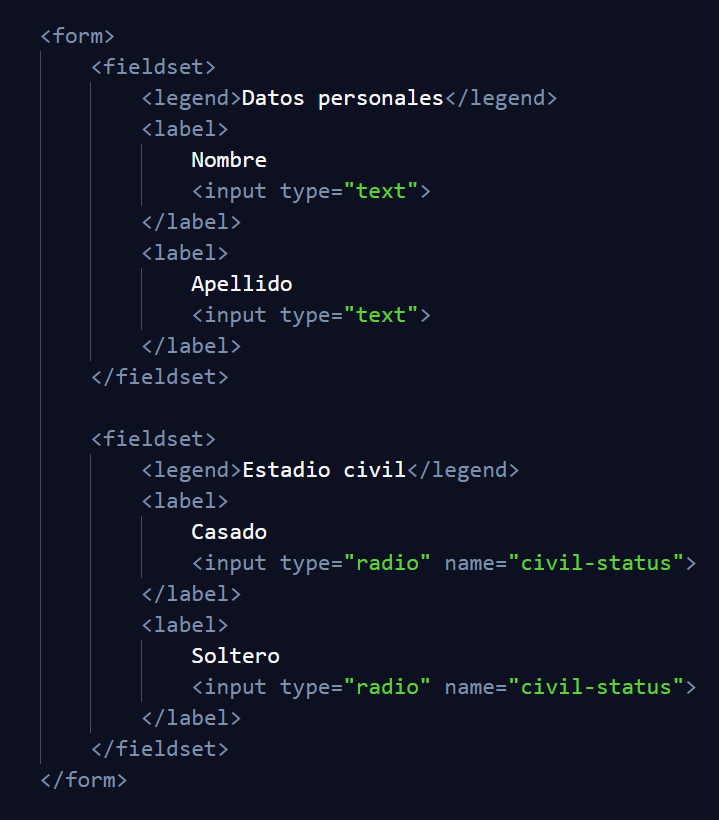 <form>
<fieldset>
<legend>Datos personales</legend>
<label>
Nombre
<input type="text">
</label>
<label>
Apellido
<input type="text">
</label>
</fieldset>
<fieldset>
<legend>Estadio civil</legend>
<label>
Casado
<input type="radio" name="civil-status">
</label>
<label>
Soltero
<input type="radio" name="civil-status">
</label>
</fieldset>
</form>